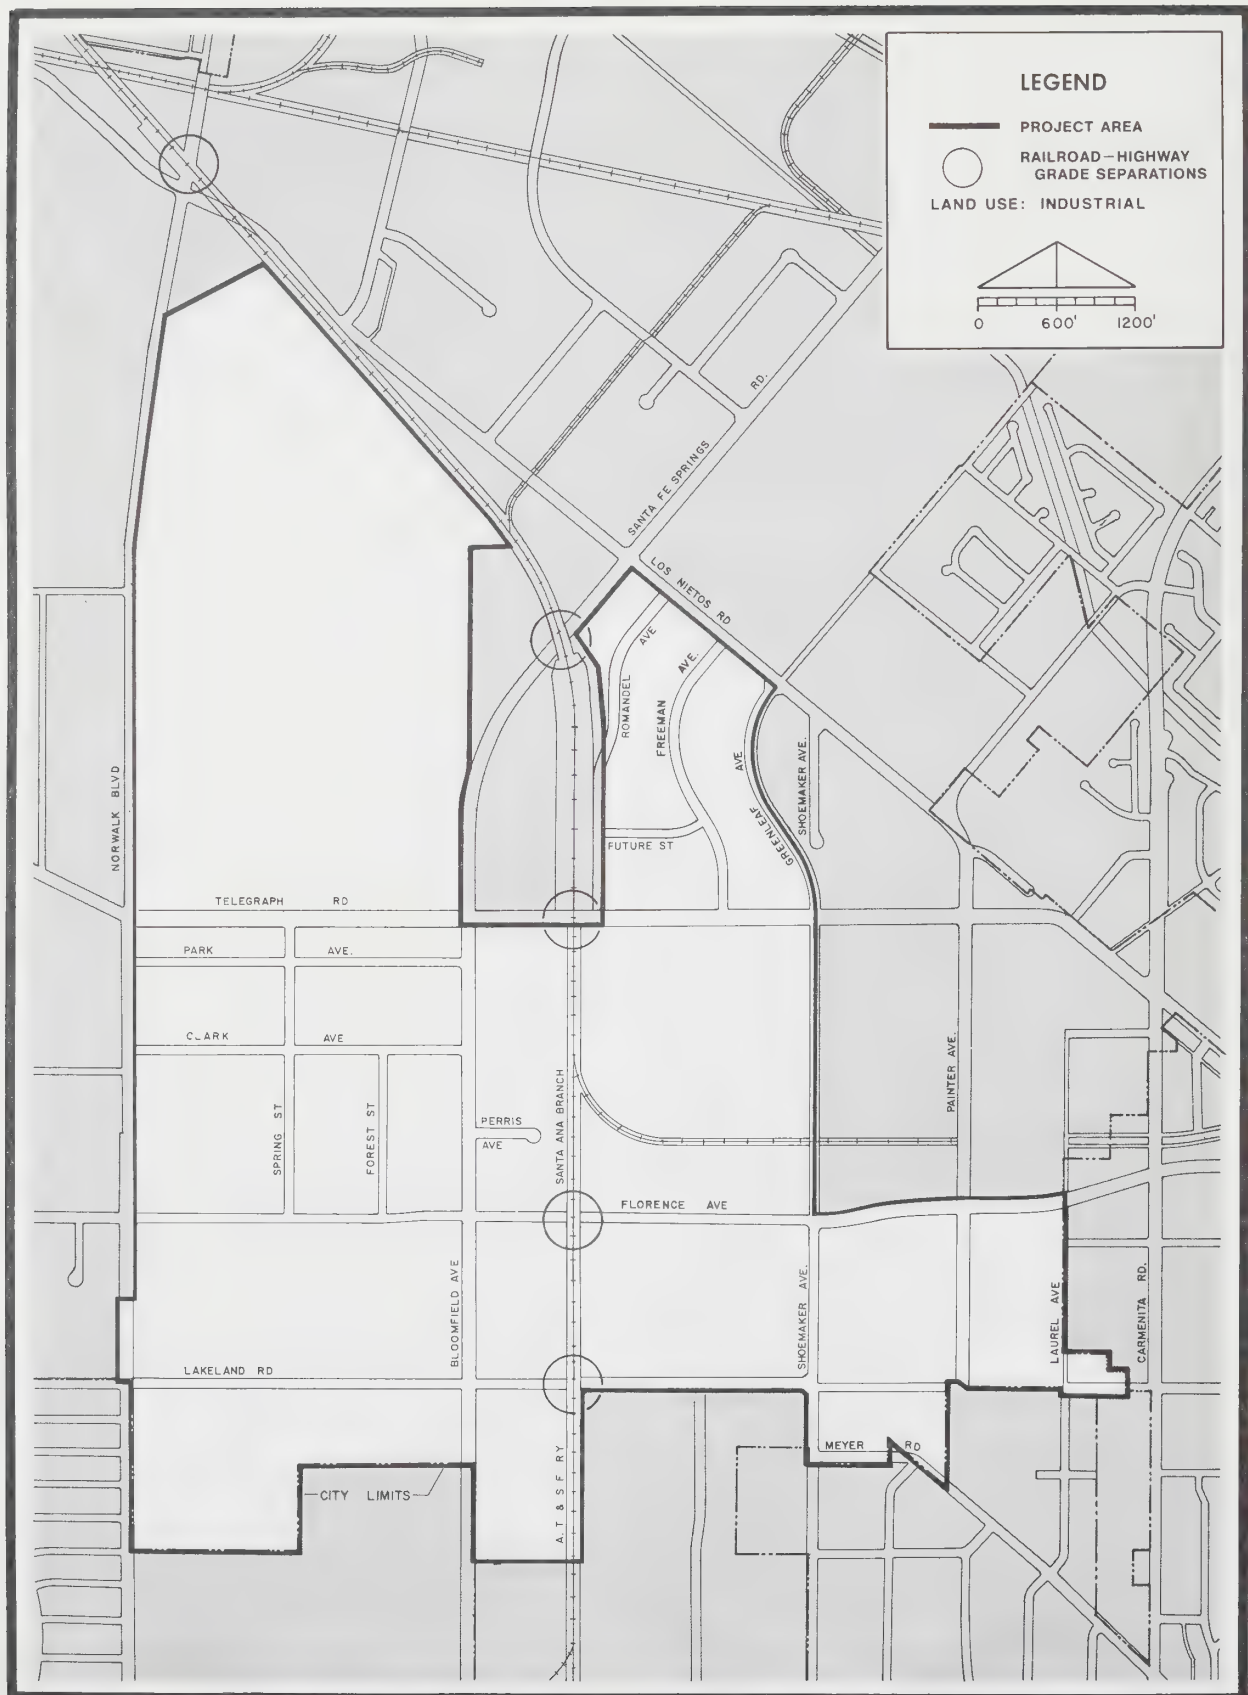 LEGEND
PROJECT AREA
RAILROAD-HIGHWAY
GRADE SEPARATIONS
LAND USE: INDUSTRIAL
0 600' 1200'
SANTA FE SPRINGS RD.
LOS NIETOS RD
ROMANDEL AVE
FREEMAN AVE.
GREENLEAF AVE
SHOEMAKER AVE.
NORWALK BLVD
FUTURE ST
TELEGRAPH RD
PARK AVE.
CLARK AVE
SPRING ST
FOREST ST
PERRIS
AVE
SANTA ANA BRANCH
PAINTER AVE.
FLORENCE AVE
BLOOMFIELD AVE
SHOEMAKER AVE.
LAUREL AVE
CARMENITA RD.
LAKELAND RD
MEYER RD
CITY LIMITS
A.T & S F RY